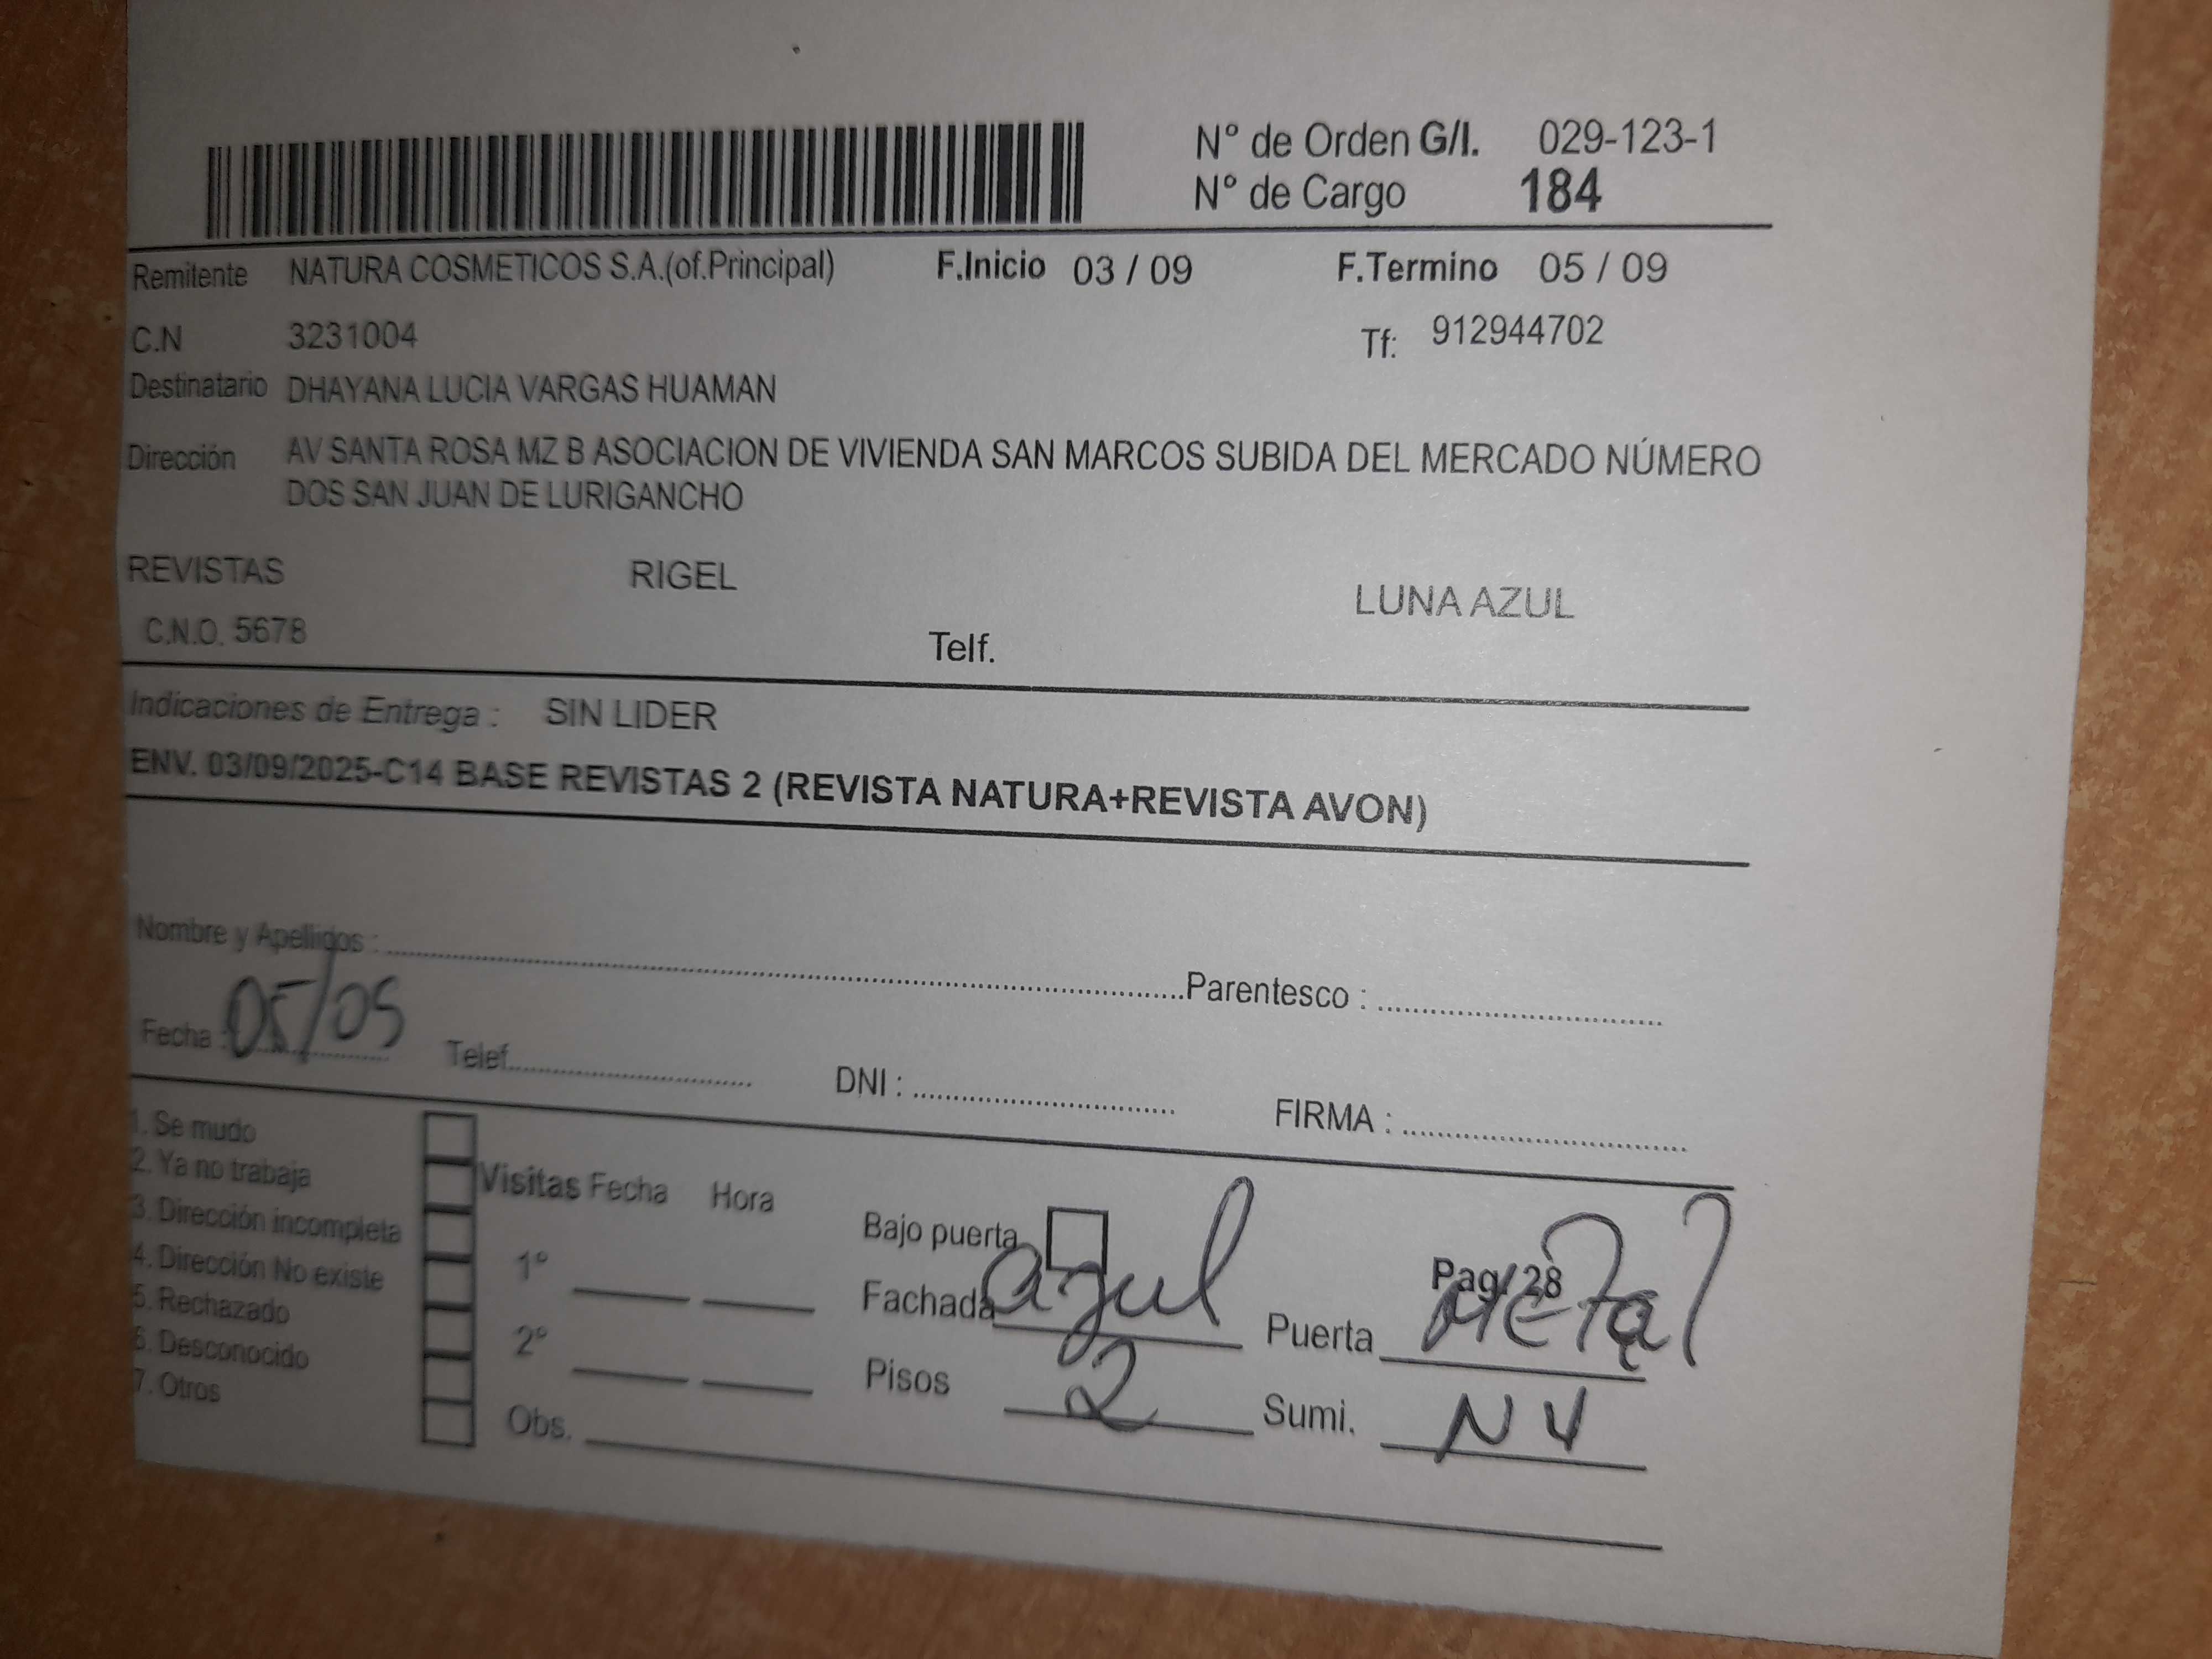 N° de Orden G/I. 029-123-1
N° de Cargo 184
Remitente NATURA COSMETICOS S.A.(of.Principal) F.Inicio 03 / 09 F.Termino 05 / 09
C.N 3231004 Tf: 912944702
Destinatario DHAYANA LUCIA VARGAS HUAMAN
Dirección AV SANTA ROSA MZ B ASOCIACION DE VIVIENDA SAN MARCOS SUBIDA DEL MERCADO NÚMERO
DOS SAN JUAN DE LURIGANCHO
REVISTAS RIGEL LUNA AZUL
C.N.O. 5678 Telf.
Indicaciones de Entrega : SIN LIDER
ENV. 03/09/2025-C14 BASE REVISTAS 2 (REVISTA NATURA+REVISTA AVON)
Nombre y Apellidos : Parentesco :
Fecha : 05/09 Telef. DNI : FIRMA :
1. Se mudo
2. Ya no trabaja Visitas Fecha Hora
3. Dirección incompleta Bajo puerta
4. Dirección No existe 1° Fachada azul Pag/ 28
5. Rechazado Puerta METal
6. Desconocido 2° Pisos 2
7. Otros Obs. Sumi. N V